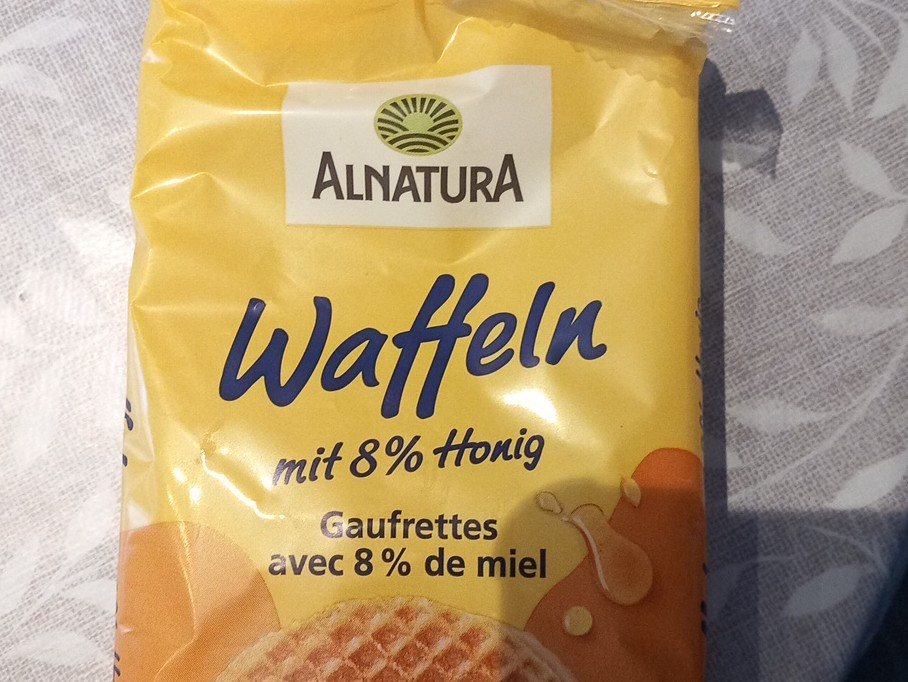 ALNATURA
Waffeln
mit 8% Honig
Gaufrettes
avec 8% de miel